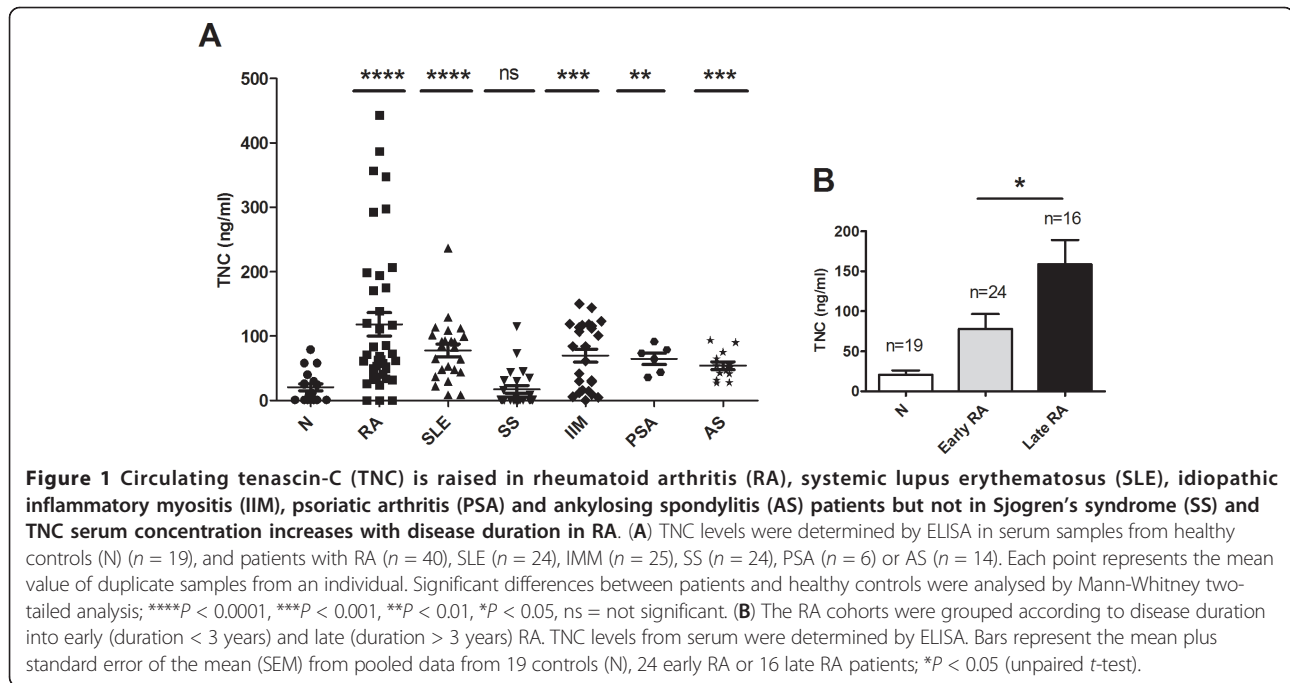 A
**** **** ns *** ** ***
500
400
300
200
100
0
TNC (ng/ml)
N RA SLE SS IIM PSA AS
B
*
n=16
n=24
n=19
200
150
100
50
0
TNC (ng/ml)
N Early RA Late RA
Figure 1 Circulating tenascin-C (TNC) is raised in rheumatoid arthritis (RA), systemic lupus erythematosus (SLE), idiopathic
inflammatory myositis (IIM), psoriatic arthritis (PSA) and ankylosing spondylitis (AS) patients but not in Sjogren's syndrome (SS) and
TNC serum concentration increases with disease duration in RA. (A) TNC levels were determined by ELISA in serum samples from healthy
controls (N) (n = 19), and patients with RA (n = 40), SLE (n = 24), IMM (n = 25), SS (n = 24), PSA (n = 6) or AS (n = 14). Each point represents the mean
value of duplicate samples from an individual. Significant differences between patients and healthy controls were analysed by Mann-Whitney two-
tailed analysis; ****P < 0.0001, ***P < 0.001, **P < 0.01, *P < 0.05, ns = not significant. (B) The RA cohorts were grouped according to disease duration
into early (duration < 3 years) and late (duration > 3 years) RA. TNC levels from serum were determined by ELISA. Bars represent the mean plus
standard error of the mean (SEM) from pooled data from 19 controls (N), 24 early RA or 16 late RA patients; *P < 0.05 (unpaired t-test).